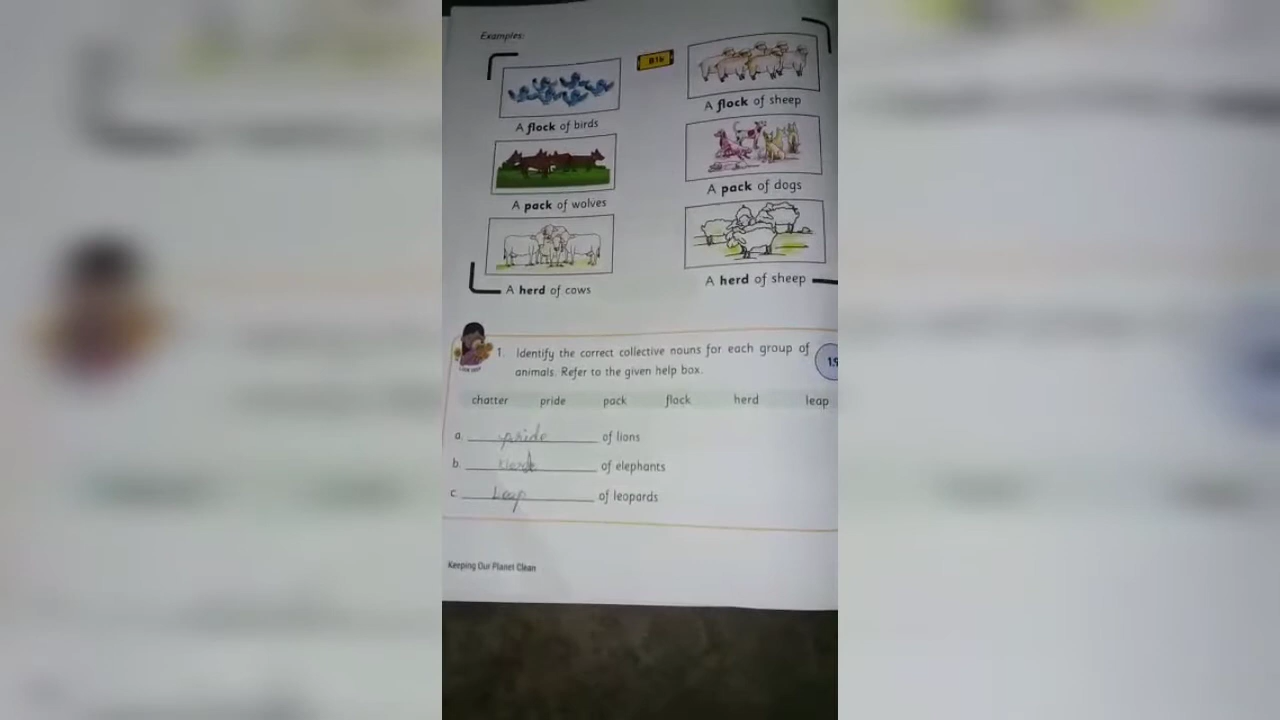 Examples:
A flock of birds
A flock of sheep
A pack of wolves
A pack of dogs
A herd of cows
A herd of sheep
1. Identify the correct collective nouns for each group of
animals. Refer to the given help box.
chatter pride pack flock herd leap
a. pride of lions
b. herd of elephants
c. Leap of leopards
Keeping Our Planet Clean